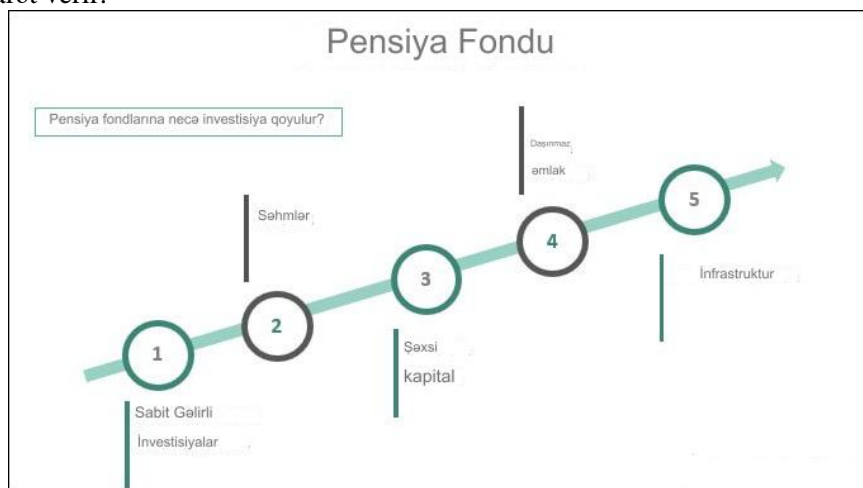 Pensiya Fondu
Pensiya fondlarına necə investisiya qoyulur?
1
Sabit Gəlirli
İnvestisiyalar
2
Səhmlər
3
Şəxsi
kapital
4
Daşınmaz
əmlak
5
İnfrastruktur